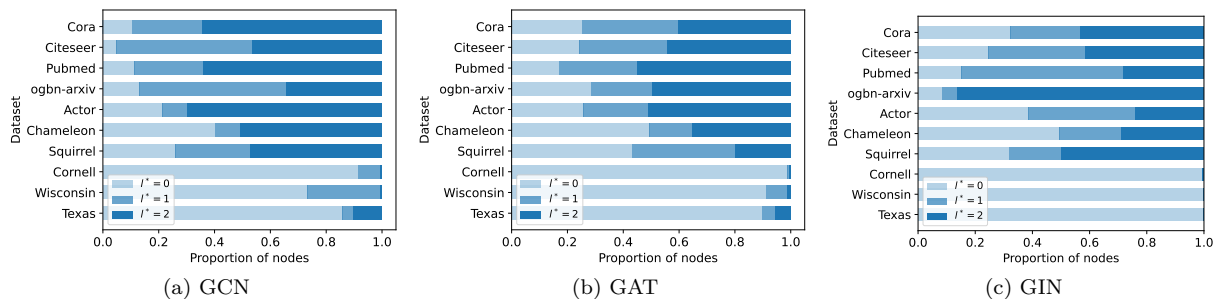 Dataset
Cora
Citeseer
Pubmed
ogbn-arxiv
Actor
Chameleon
Squirrel
Cornell
Wisconsin
Texas
l* = 0
l* = 1
l* = 2
0.0 0.2 0.4 0.6 0.8 1.0
Proportion of nodes
(a) GCN
Dataset
Cora
Citeseer
Pubmed
ogbn-arxiv
Actor
Chameleon
Squirrel
Cornell
Wisconsin
Texas
l* = 0
l* = 1
l* = 2
0.0 0.2 0.4 0.6 0.8 1.0
Proportion of nodes
(b) GAT
Dataset
Cora
Citeseer
Pubmed
ogbn-arxiv
Actor
Chameleon
Squirrel
Cornell
Wisconsin
Texas
l* = 0
l* = 1
l* = 2
0.0 0.2 0.4 0.6 0.8 1.0
Proportion of nodes
(c) GIN